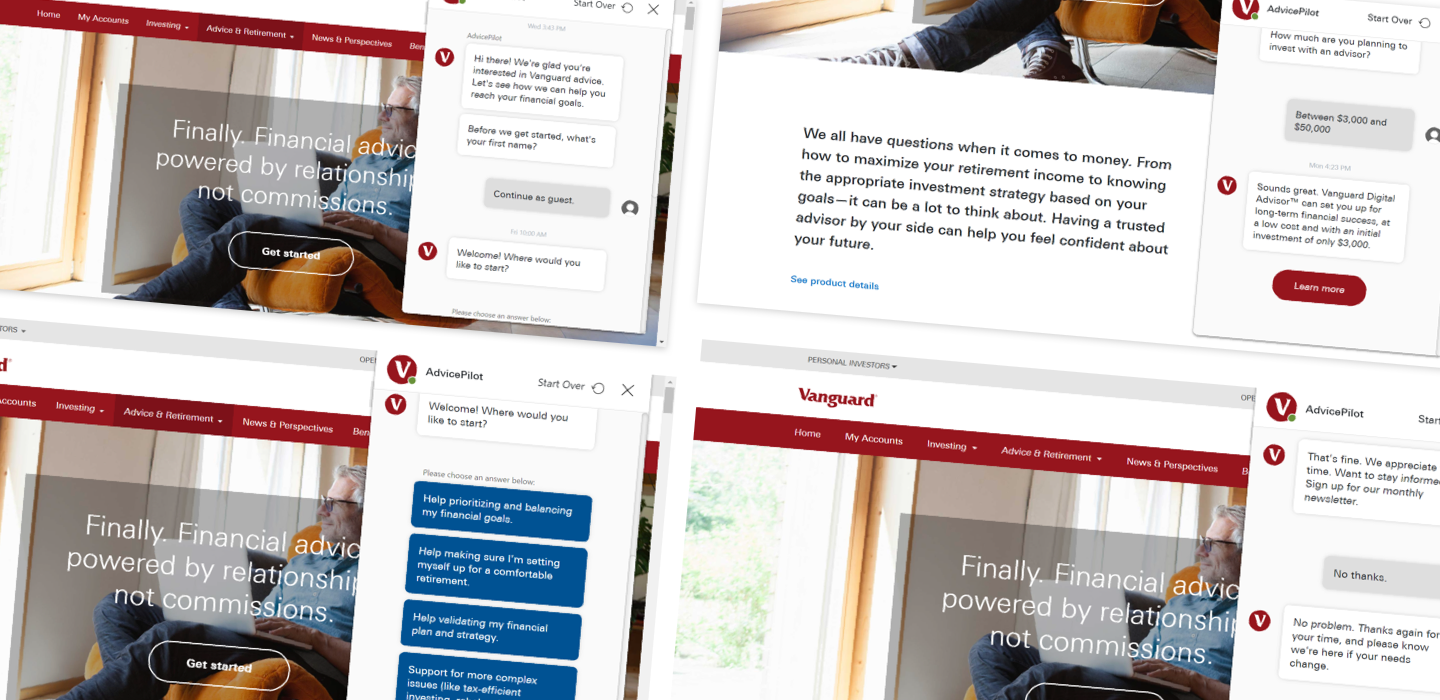 Home
My Accounts
Investing
Advice & Retirement
News & Perspectives
Ben
Start Over
Wed 3:43 PM
AdvicePilot
V
Hi there! We're glad you're
interested in Vanguard advice.
Let's see how we can help you
reach your financial goals.
Before we get started, what's
your first name?
Continue as guest.
Fri 10:00 AM
V
Welcome! Where would you
like to start?
Please choose an answer below:
Finally. Financial advic
powered by relationship
not commissions.
Get started
We all have questions when it comes to money. From
how to maximize your retirement income to knowing
the appropriate investment strategy based on your
goals—it can be a lot to think about. Having a trusted
advisor by your side can help you feel confident about
your future.
See product details
V
AdvicePilot
Start Over
How much are you planning to
invest with an advisor?
Between $3,000 and
$50,000
Mon 4:23 PM
V
Sounds great. Vanguard Digital
Advisor™ can set you up for
long-term financial success, at
a low cost and with an initial
investment of only $3,000.
Learn more
TORS
OPE
rd
ccounts
Investing
Advice & Retirement
News & Perspectives
Ben
Finally. Financial advic
powered by relationship
not commissions.
Get started
V
AdvicePilot
Start Over
V
Welcome! Where would you
like to start?
Please choose an answer below:
Help prioritizing and balancing
my financial goals.
Help making sure I'm setting
myself up for a comfortable
retirement.
Help validating my financial
plan and strategy.
Support for more complex
issues (like tax-efficient
PERSONAL INVESTORS
OPE
Vanguard®
Home
My Accounts
Investing
Advice & Retirement
News & Perspectives
B
Finally. Financial advic
powered by relationship
not commissions.
V
AdvicePilot
Start
V
That's fine. We appreciate
time. Want to stay informe
Sign up for our monthly
newsletter.
No thanks.
V
No problem. Thanks again for
your time, and please know
we're here if your needs
change.